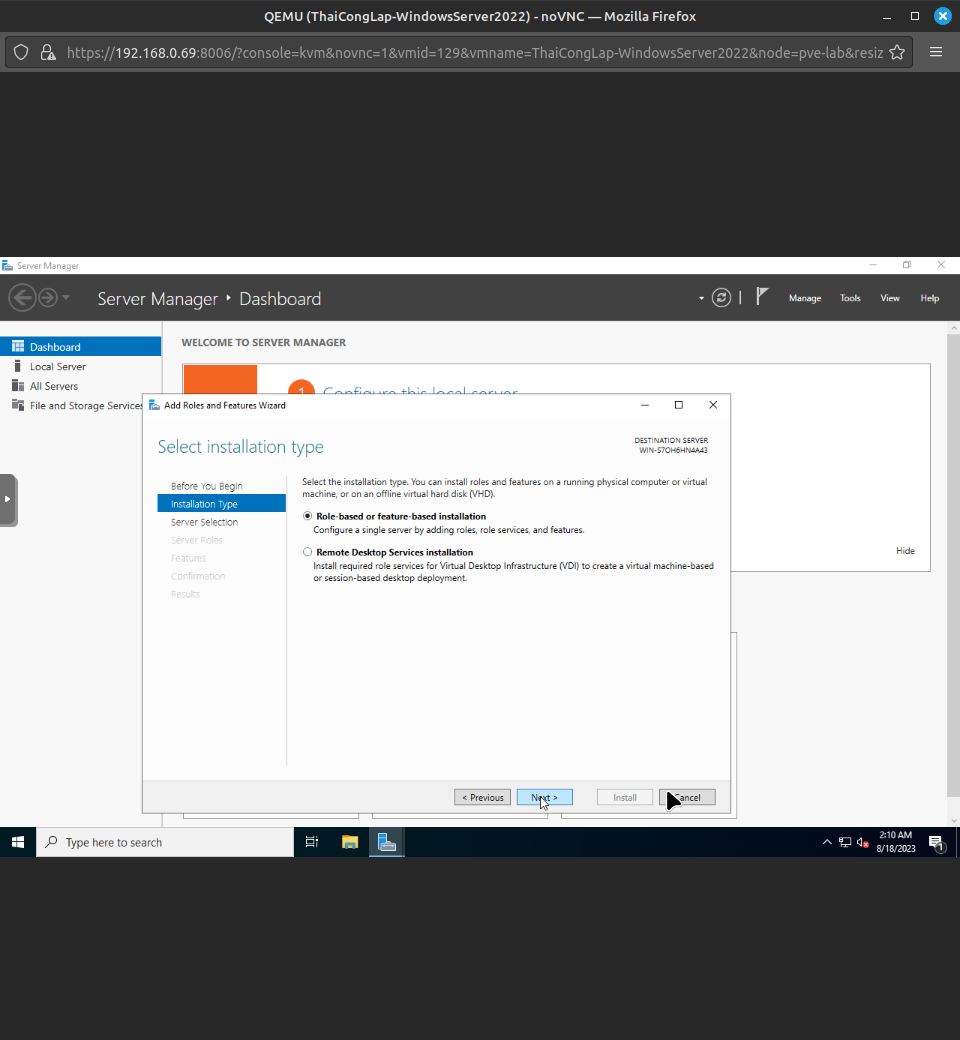 QEMU (ThaiCongLap-WindowsServer2022) - noVNC — Mozilla Firefox
https://192.168.0.69:8006/?console=kvm&novnc=1&vmid=129&vmname=ThaiCongLap-WindowsServer2022&node=pve-lab&resiz
Server Manager
Server Manager
Dashboard
Manage
Tools
View
Help
Dashboard
Local Server
All Servers
File and Storage Services
WELCOME TO SERVER MANAGER
1
Configure this local server
Hide
Add Roles and Features Wizard
Select installation type
DESTINATION SERVER
WIN-S7OH6HN4A43
Before You Begin
Installation Type
Server Selection
Server Roles
Features
Confirmation
Results
Select the installation type. You can install roles and features on a running physical computer or virtual
machine, or on an offline virtual hard disk (VHD).
Role-based or feature-based installation
Configure a single server by adding roles, role services, and features.
Remote Desktop Services installation
Install required role services for Virtual Desktop Infrastructure (VDI) to create a virtual machine-based
or session-based desktop deployment.
< Previous
Next >
Install
Cancel
Type here to search
2:10 AM
8/18/2023
1